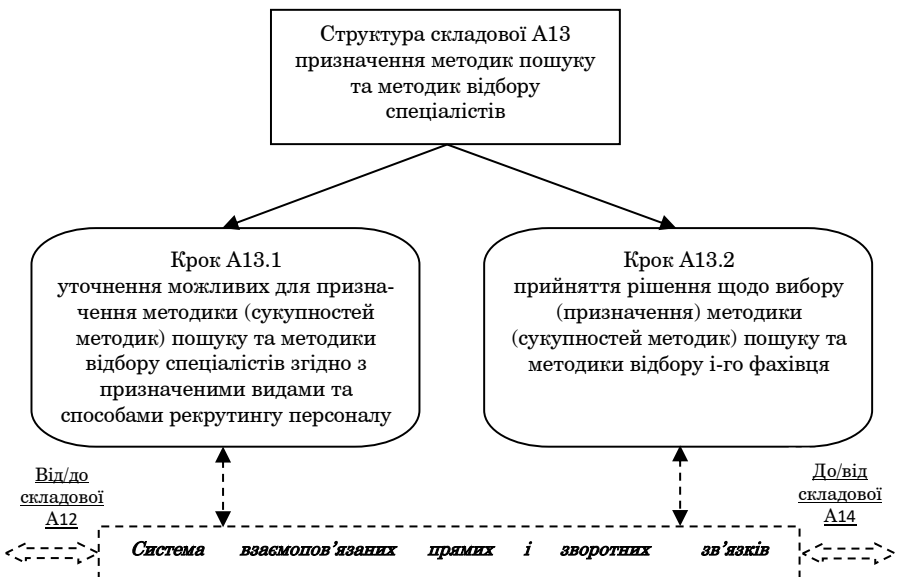 Структура складової А13
призначення методик пошуку
та методик відбору
спеціалістів
Крок А13.1
уточнення можливих для призна-
чення методики (сукупностей
методик) пошуку та методики
відбору спеціалістів згідно з
призначеними видами та
способами рекрутингу персоналу
Крок А13.2
прийняття рішення щодо вибору
(призначення) методики
(сукупностей методик) пошуку та
методики відбору і-го фахівця
Від/до
складової
А12
До/від
складової
А14
Система взаємопов’язаних прямих і зворотних зв’язків